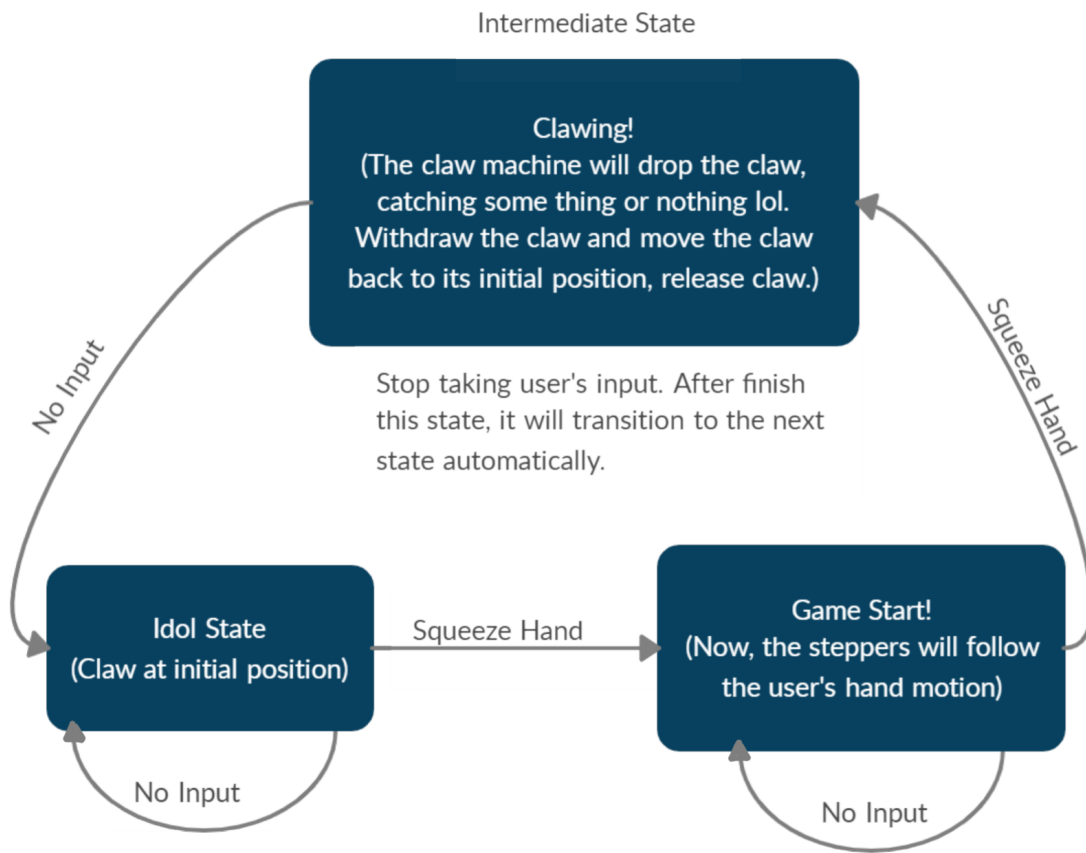 Intermediate State
Clawing!
(The claw machine will drop the claw,
catching some thing or nothing lol.
Withdraw the claw and move the claw
back to its initial position, release claw.)
Stop taking user's input. After finish
this state, it will transition to the next
state automatically.
No Input
Squeeze Hand
Idol State
(Claw at initial position)
Squeeze Hand
Game Start!
(Now, the steppers will follow
the user's hand motion)
No Input
No Input